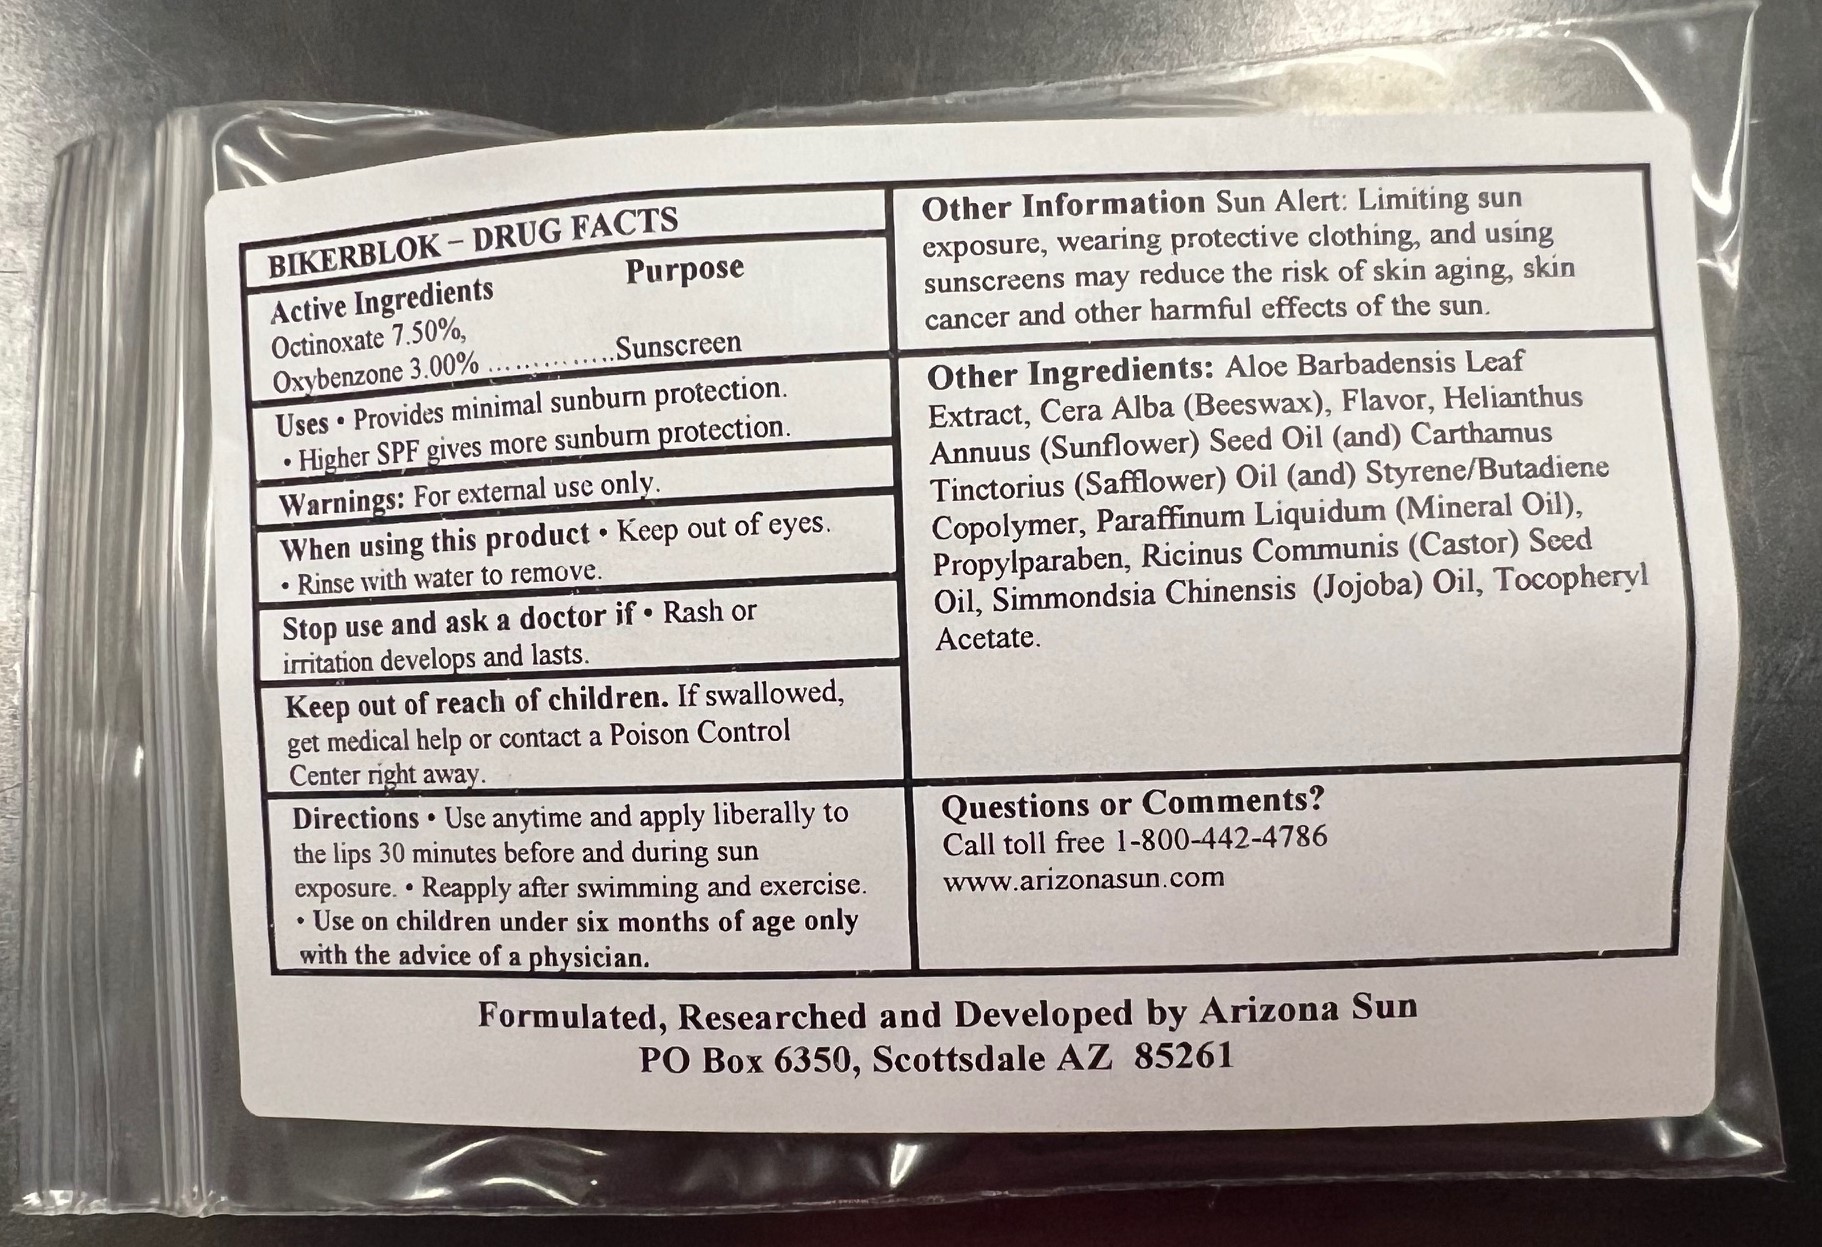 BIKERBLOK – DRUG FACTS
Active Ingredients Purpose
Octinoxate 7.50%,
Oxybenzone 3.00% ..............Sunscreen
Uses • Provides minimal sunburn protection.
• Higher SPF gives more sunburn protection.
Warnings: For external use only.
When using this product • Keep out of eyes.
• Rinse with water to remove.
Stop use and ask a doctor if • Rash or
irritation develops and lasts.
Keep out of reach of children. If swallowed,
get medical help or contact a Poison Control
Center right away.
Directions • Use anytime and apply liberally to
the lips 30 minutes before and during sun
exposure. • Reapply after swimming and exercise.
• Use on children under six months of age only
with the advice of a physician.
Other Information Sun Alert: Limiting sun
exposure, wearing protective clothing, and using
sunscreens may reduce the risk of skin aging, skin
cancer and other harmful effects of the sun.
Other Ingredients: Aloe Barbadensis Leaf
Extract, Cera Alba (Beeswax), Flavor, Helianthus
Annuus (Sunflower) Seed Oil (and) Carthamus
Tinctorius (Safflower) Oil (and) Styrene/Butadiene
Copolymer, Paraffinum Liquidum (Mineral Oil),
Propylparaben, Ricinus Communis (Castor) Seed
Oil, Simmondsia Chinensis (Jojoba) Oil, Tocopheryl
Acetate.
Questions or Comments?
Call toll free 1-800-442-4786
www.arizonasun.com
Formulated, Researched and Developed by Arizona Sun
PO Box 6350, Scottsdale AZ 85261